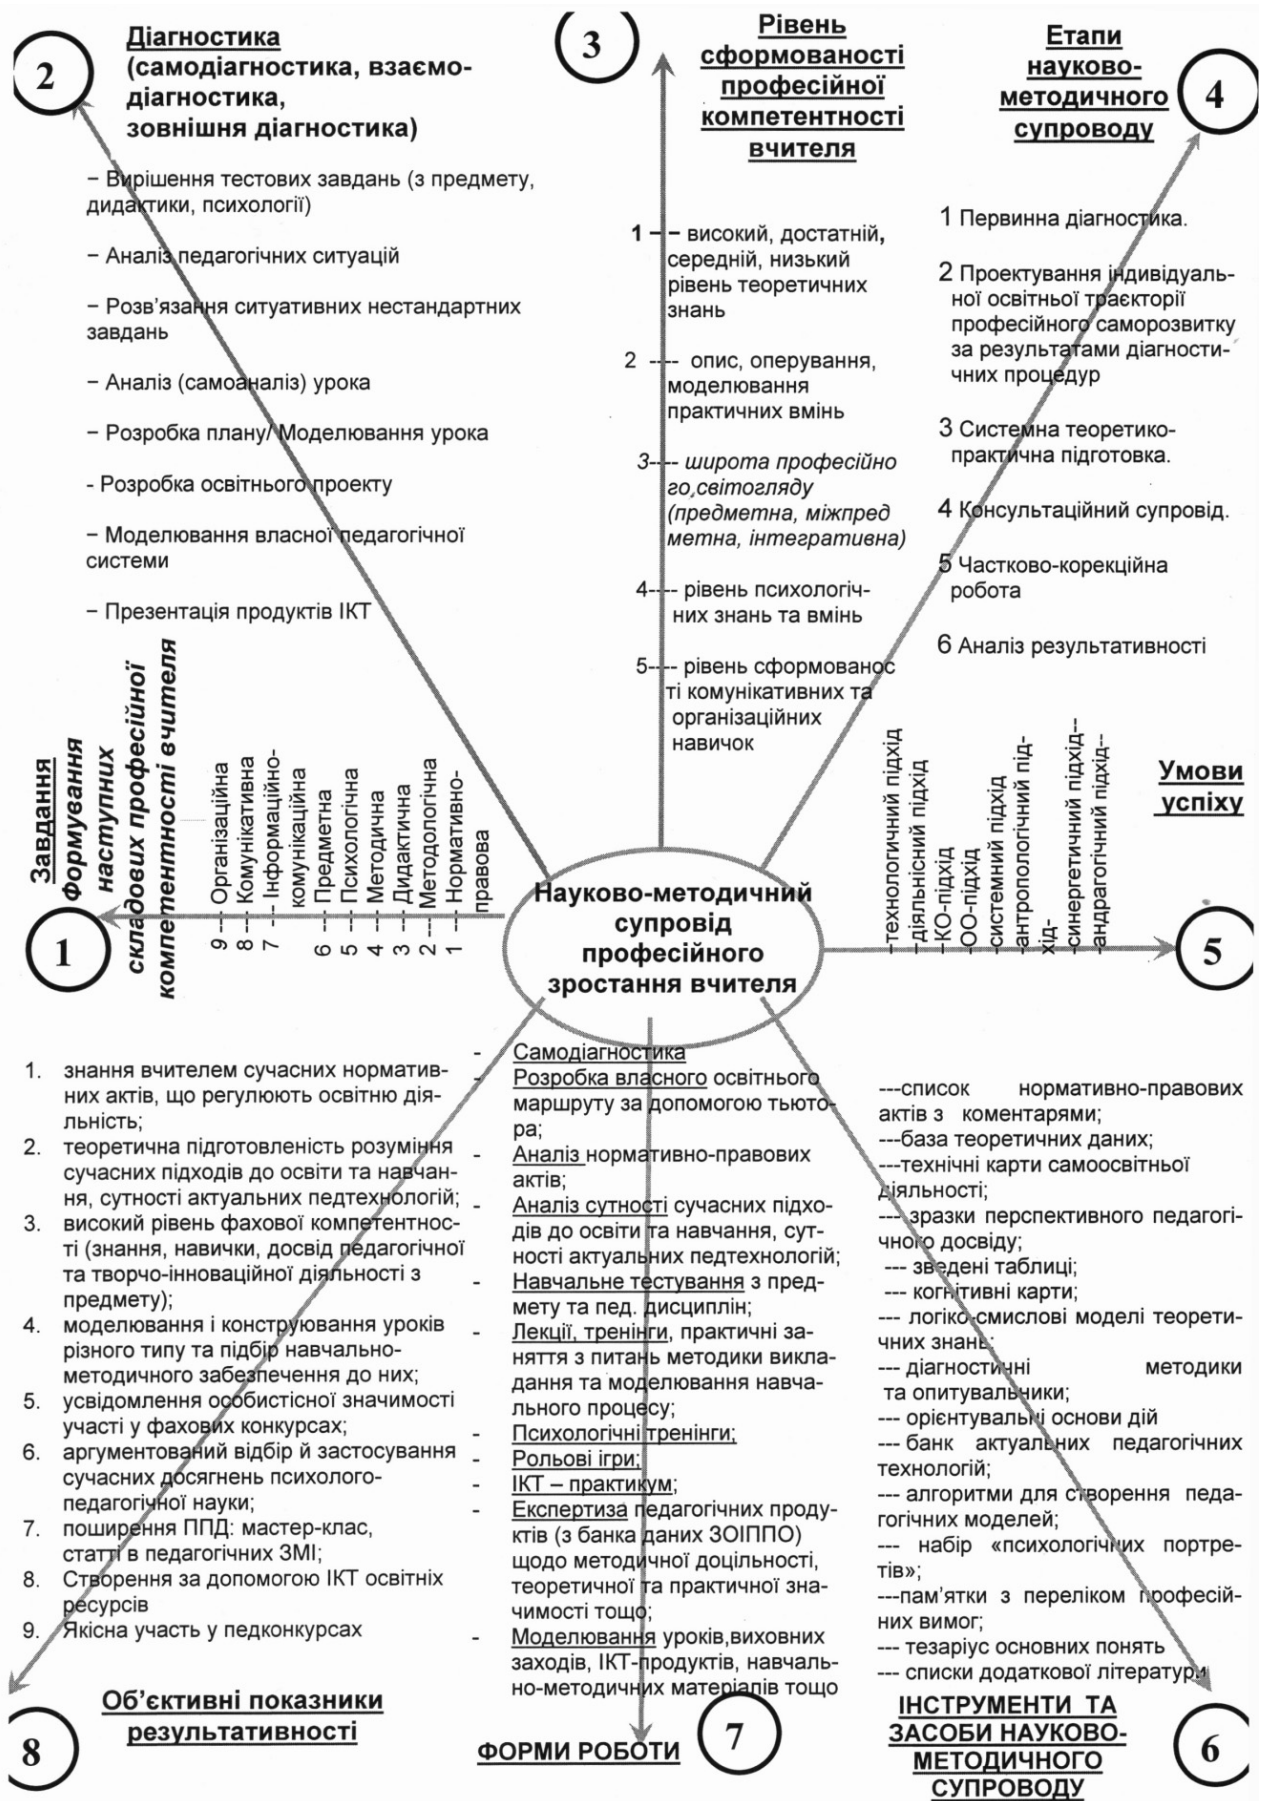 2
Діагностика
(самодіагностика, взаємо-
діагностика,
зовнішня діагностика)
– Вирішення тестових завдань (з предмету,
дидактики, психології)
– Аналіз педагогічних ситуацій
– Розв'язання ситуативних нестандартних
завдань
– Аналіз (самоаналіз) урока
– Розробка плану/ Моделювання урока
- Розробка освітнього проекту
– Моделювання власної педагогічної
системи
– Презентація продуктів ІКТ
3
Рівень
сформованості
професійної
компетентності
вчителя
1 – – високий, достатній,
середній, низький
рівень теоретичних
знань
2 ---- опис, оперування,
моделювання
практичних вмінь
3---- широта професійно
го світогляду
(предметна, міжпред
метна, інтегративна)
4---- рівень психологіч-
них знань та вмінь
5---- рівень сформованос
ті комунікативних та
організаційних
навичок
Етапи
науково-
методичного
супроводу
4
1 Первинна діагностика.
2 Проектування індивідуаль-
ної освітньої траєкторії
професійного саморозвитку
за результатами діагности-
чних процедур
3 Системна теоретико-
практична підготовка.
4 Консультаційний супровід.
5 Частково-корекційна
робота
6 Аналіз результативності
Завдання
Формування
наступних
складових професійної
компетентності вчителя
1
9 --- Організаційна
8--- Комунікативна
7 --- Інформаційно-
комунікаційна
6 --- Предметна
5 --- Психологічна
4 --- Методична
3 --- Дидактична
2 --- Методологічна
1 --- Нормативно-
правова
Науково-методичний
супровід
професійного
зростання вчителя
-технологичний підхід
-діяльнісний підхід
-КО-підхід
-ОО-підхід
-системний підхід
-антропологічний під-
хід-
-синергетичний підхід--
-андрагогічний підхід--
Умови
успіху
5
1. знання вчителем сучасних норматив-
них актів, що регулюють освітню дія-
льність;
2. теоретична підготовленість розуміння
сучасних підходів до освіти та навчан-
ня, сутності актуальних педтехнологій;
3. високий рівень фахової компетентнос-
ті (знання, навички, досвід педагогічної
та творчо-інноваційної діяльності з
предмету);
4. моделювання і конструювання уроків
різного типу та підбір навчально-
методичного забезпечення до них;
5. усвідомлення особистісної значимості
участі у фахових конкурсах;
6. аргументований відбір й застосування
сучасних досягнень психолого-
педагогічної науки;
7. поширення ППД: мастер-клас,
статті в педагогічних ЗМІ;
8. Створення за допомогою ІКТ освітніх
ресурсів
9. Якісна участь у педконкурсах
Об'єктивні показники
результативності
8
- Самодіагностика
- Розробка власного освітнього
маршруту за допомогою тьюто-
ра;
- Аналіз нормативно-правових
актів;
- Аналіз сутності сучасних підхо-
дів до освіти та навчання, сут-
ності актуальних педтехнологій;
- Навчальне тестування з пред-
мету та пед. дисциплін;
- Лекції, тренінги, практичні за-
няття з питань методики викла-
дання та моделювання навча-
льного процесу;
- Психологічні тренінги;
- Рольові ігри;
- ІКТ – практикум;
- Експертиза педагогічних проду-
ктів (з банка даних ЗОІППО)
щодо методичної доцільності,
теоретичної та практичної зна-
чимості тощо;
- Моделювання уроків,виховних
заходів, ІКТ-продуктів, навчаль-
но-методичних матеріалів тощо
ФОРМИ РОБОТИ
7
---список нормативно-правових
актів з коментарями;
---база теоретичних даних;
---технічні карти самоосвітньої
діяльності;
--- зразки перспективного педагогі-
чного досвіду;
--- зведені таблиці;
--- когнітивні карти;
--- логіко-смислові моделі теорети-
чних знань;
--- діагностичні методики
та опитувальники;
--- орієнтувальні основи дій
--- банк актуальних педагогічних
технологій;
--- алгоритми для створення педа-
гогічних моделей;
--- набір «психологічних портре-
тів»;
---пам'ятки з переліком професій-
них вимог;
--- тезаріус основних понять
--- списки додаткової літератури
ІНСТРУМЕНТИ ТА
ЗАСОБИ НАУКОВО-
МЕТОДИЧНОГО
СУПРОВОДУ
6